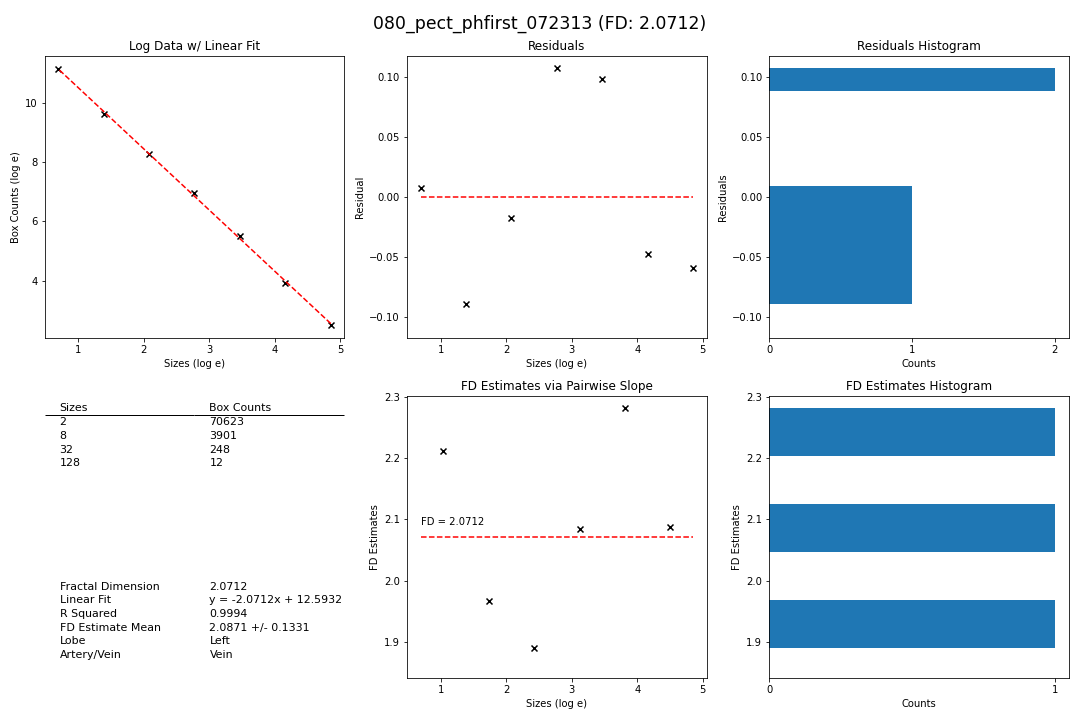 080_pect_phfirst_072313 (FD: 2.0712)
Log Data w/ Linear Fit
Box Counts (log e)
10
8
6
4
1 2 3 4 5
Sizes (log e)
Residuals
Residual
0.10
0.05
0.00
−0.05
−0.10
1 2 3 4 5
Sizes (log e)
Residuals Histogram
Residuals
0.10
0.05
0.00
−0.05
−0.10
0 1 2
Counts
Sizes Box Counts
2 70623
8 3901
32 248
128 12
Fractal Dimension 2.0712
Linear Fit y = -2.0712x + 12.5932
R Squared 0.9994
FD Estimate Mean 2.0871 +/- 0.1331
Lobe Left
Artery/Vein Vein
FD Estimates via Pairwise Slope
FD Estimates
2.3
2.2
2.1
2.0
1.9
FD = 2.0712
1 2 3 4 5
Sizes (log e)
FD Estimates Histogram
FD Estimates
2.3
2.2
2.1
2.0
1.9
0 1
Counts